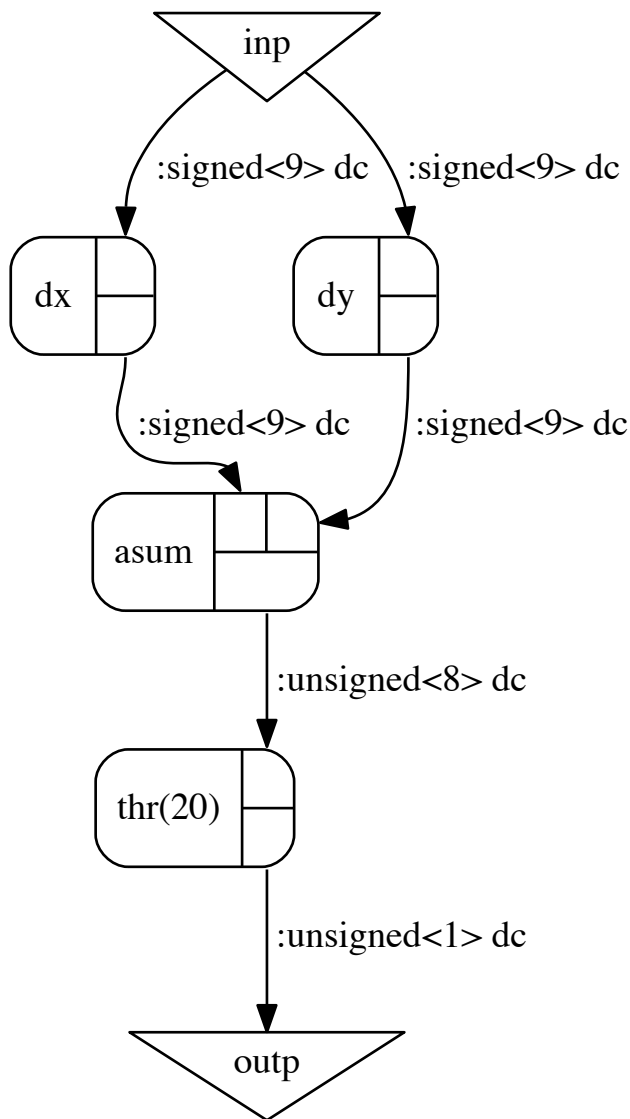 inp
:signed<9> dc
:signed<9> dc
dx
dy
:signed<9> dc
:signed<9> dc
asum
:unsigned<8> dc
thr(20)
:unsigned<1> dc
outp